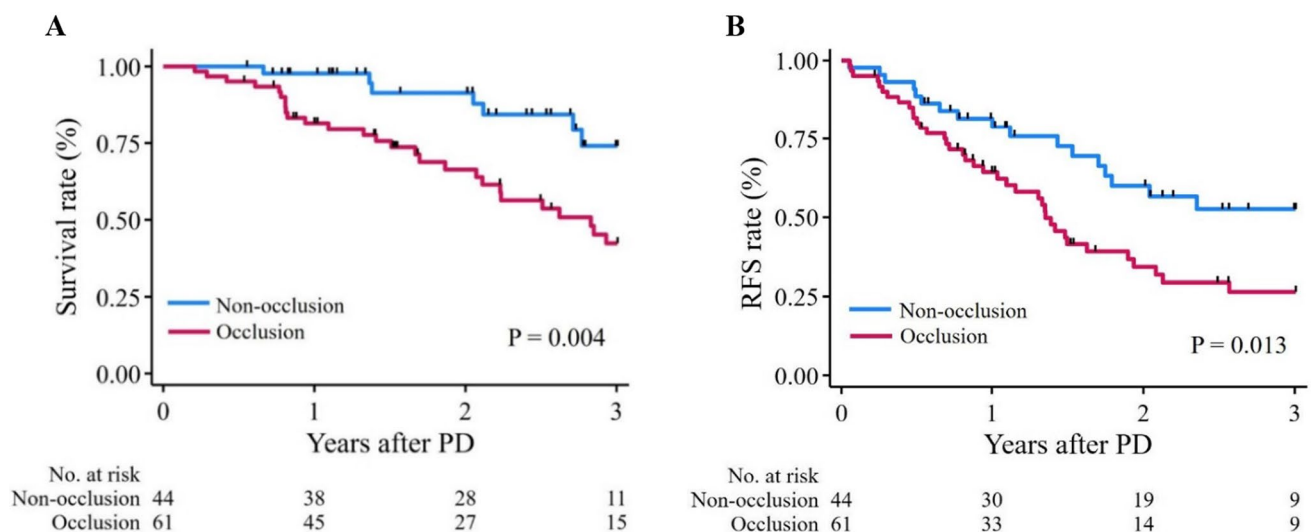 A
Survival rate (%)
1.00
0.75
0.50
0.25
0.00
Non-occlusion
Occlusion
P = 0.004
0 1 2 3
Years after PD
No. at risk
Non-occlusion 44 38 28 11
Occlusion 61 45 27 15
B
RFS rate (%)
1.00
0.75
0.50
0.25
0.00
Non-occlusion
Occlusion
P = 0.013
0 1 2 3
Years after PD
No. at risk
Non-occlusion 44 30 19 9
Occlusion 61 33 14 9